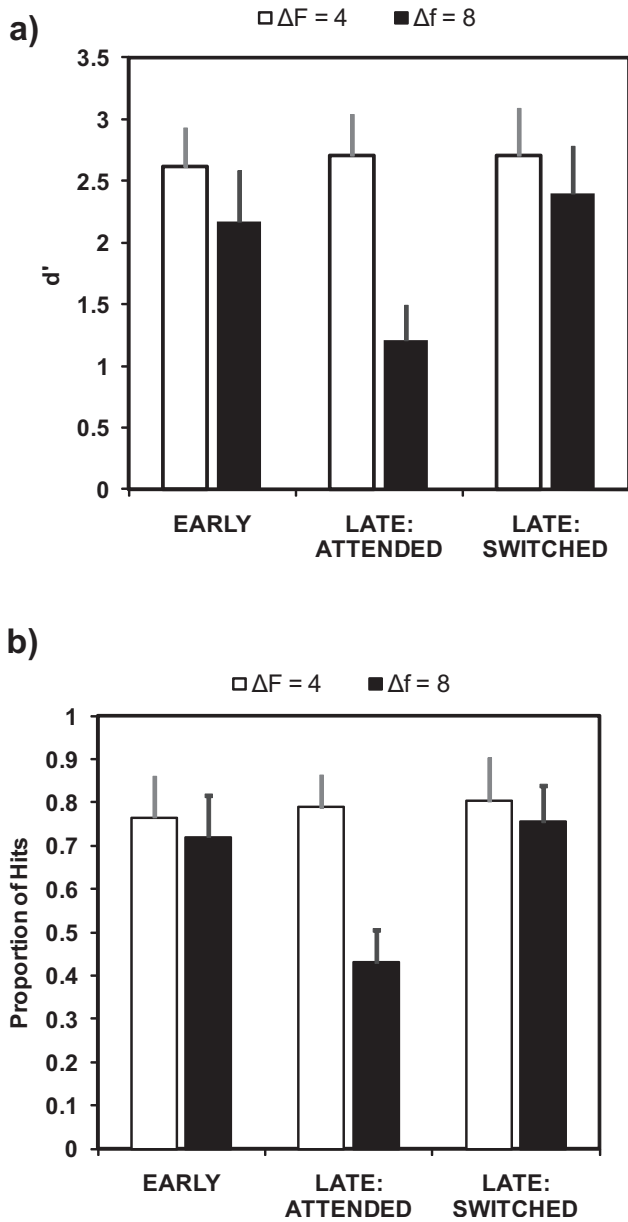 ΔF = 4 Δf = 8
a)
3.5
3
2.5
2
1.5
1
0.5
0
d'
EARLY LATE: ATTENDED LATE: SWITCHED
b)
ΔF = 4 Δf = 8
1
0.9
0.8
0.7
0.6
0.5
0.4
0.3
0.2
0.1
0
Proportion of Hits
EARLY LATE: ATTENDED LATE: SWITCHED